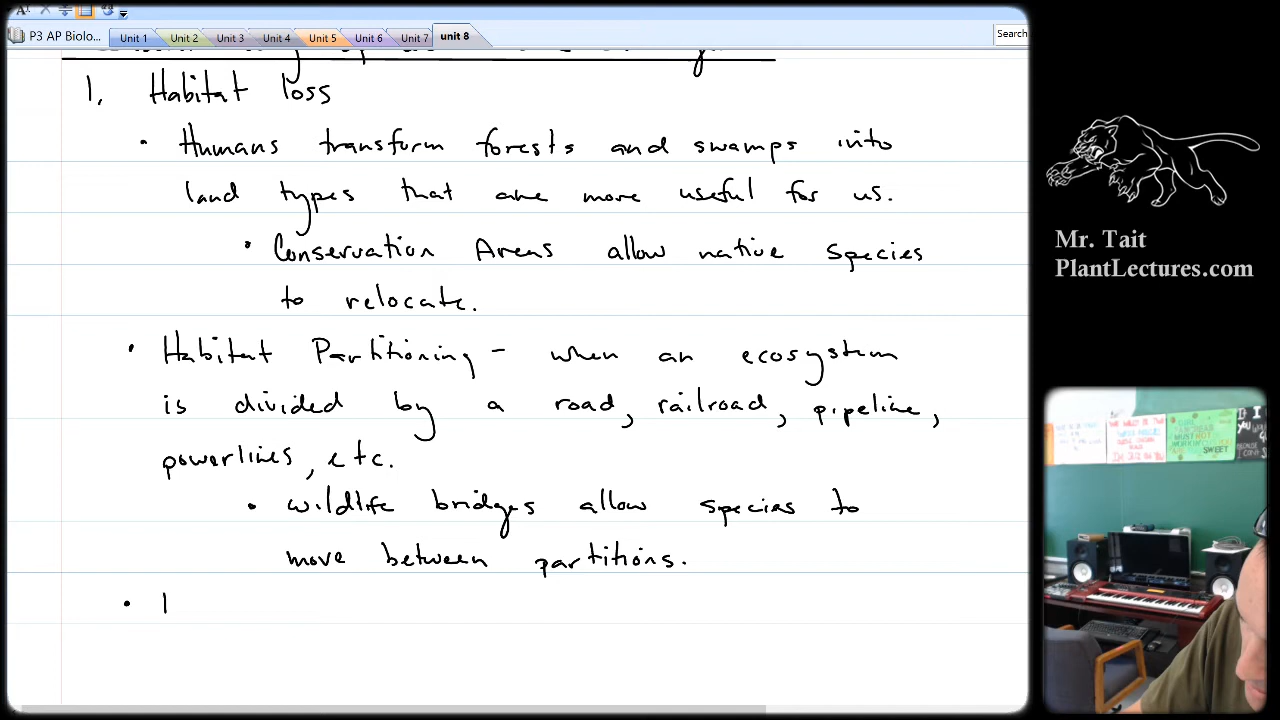 P3 AP Biolo...
Unit 1
Unit 2
Unit 3
Unit 4
Unit 5
Unit 6
Unit 7
unit 8
Search
1. Habitat loss
• Humans transform forests and swamps into
land types that are more useful for us.
• Conservation Areas allow native species
to relocate.
• Habitat Partitioning - when an ecosystem
is divided by a road, railroad, pipeline,
powerlines, etc.
• wildlife bridges allow species to
move between partitions.
•
Mr. Tait
PlantLectures.com
MUST NOT
SWEET